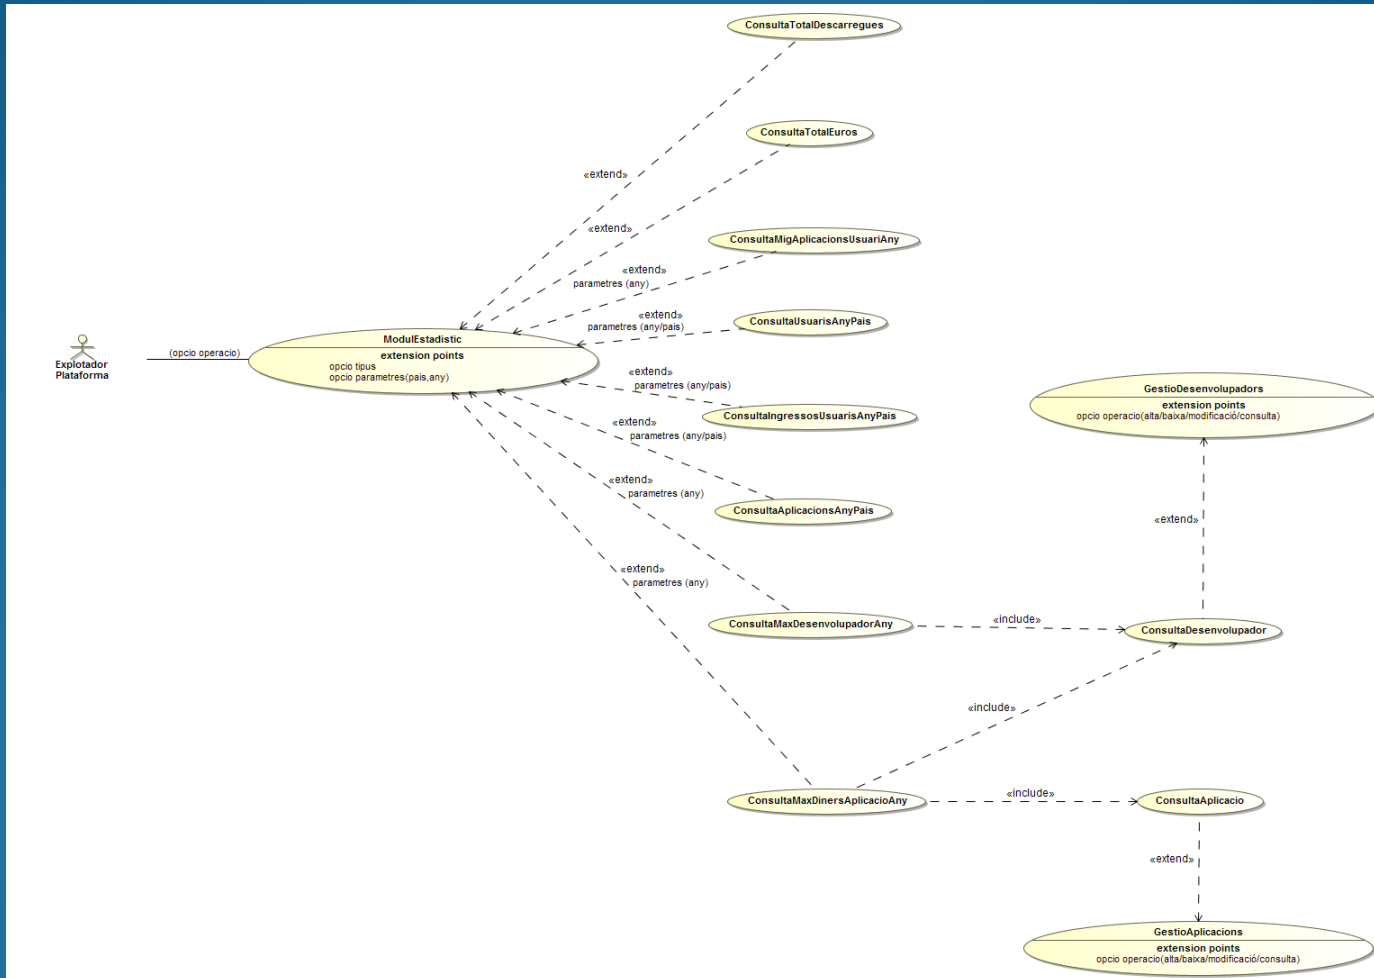 ConsultaTotalDescarregues
ConsultaTotalEuros
«extend»
«extend»
ConsultaMigAplicacionsUsuariAny
«extend»
parametres (any)
«extend»
parametres (any/pais)
ConsultaUsuarisAnyPais
Explotador
Plataforma
(opcio operacio)
ModulEstadistic
extension points
opcio tipus
opcio parametres(pais,any)
«extend»
parametres (any/pais)
ConsultaIngressosUsuarisAnyPais
GestioDesenvolupadors
extension points
opcio operacio(alta/baixa/modificació/consulta)
«extend»
parametres (any/pais)
«extend»
parametres (any)
ConsultaAplicacionsAnyPais
«extend»
«extend»
parametres (any)
ConsultaMaxDesenvolupadorAny
«include»
ConsultaDesenvolupador
«include»
ConsultaMaxDinersAplicacioAny
«include»
ConsultaAplicacio
«extend»
GestioAplicacions
extension points
opcio operacio(alta/baixa/modificació/consulta)